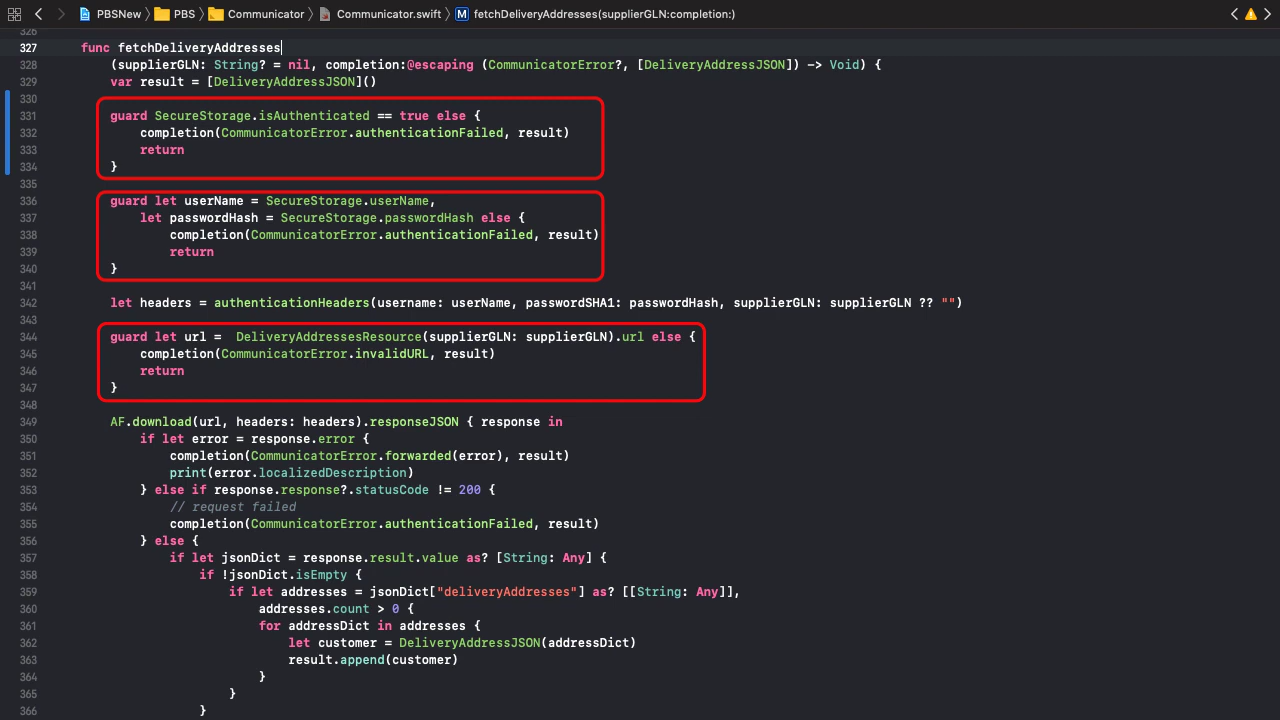 PBSNew 〉 PBS 〉 Communicator 〉 Communicator.swift 〉 M fetchDeliveryAddresses(supplierGLN:completion:)
326
327 func fetchDeliveryAddresses
328 (supplierGLN: String? = nil, completion:@escaping (CommunicatorError?, [DeliveryAddressJSON]) -> Void) {
329 var result = [DeliveryAddressJSON]()
330
331 guard SecureStorage.isAuthenticated == true else {
332 completion(CommunicatorError.authenticationFailed, result)
333 return
334 }
335
336 guard let userName = SecureStorage.userName,
337 let passwordHash = SecureStorage.passwordHash else {
338 completion(CommunicatorError.authenticationFailed, result)
339 return
340 }
341
342 let headers = authenticationHeaders(username: userName, passwordSHA1: passwordHash, supplierGLN: supplierGLN ?? "")
343
344 guard let url =  DeliveryAddressesResource(supplierGLN: supplierGLN).url else {
345 completion(CommunicatorError.invalidURL, result)
346 return
347 }
348
349 AF.download(url, headers: headers).responseJSON { response in
350 if let error = response.error {
351 completion(CommunicatorError.forwarded(error), result)
352 print(error.localizedDescription)
353 } else if response.response?.statusCode != 200 {
354 // request failed
355 completion(CommunicatorError.authenticationFailed, result)
356 } else {
357 if let jsonDict = response.result.value as? [String: Any] {
358 if !jsonDict.isEmpty {
359 if let addresses = jsonDict["deliveryAddresses"] as? [[String: Any]],
360 addresses.count > 0 {
361 for addressDict in addresses {
362 let customer = DeliveryAddressJSON(addressDict)
363 result.append(customer)
364 }
365 }
366 }